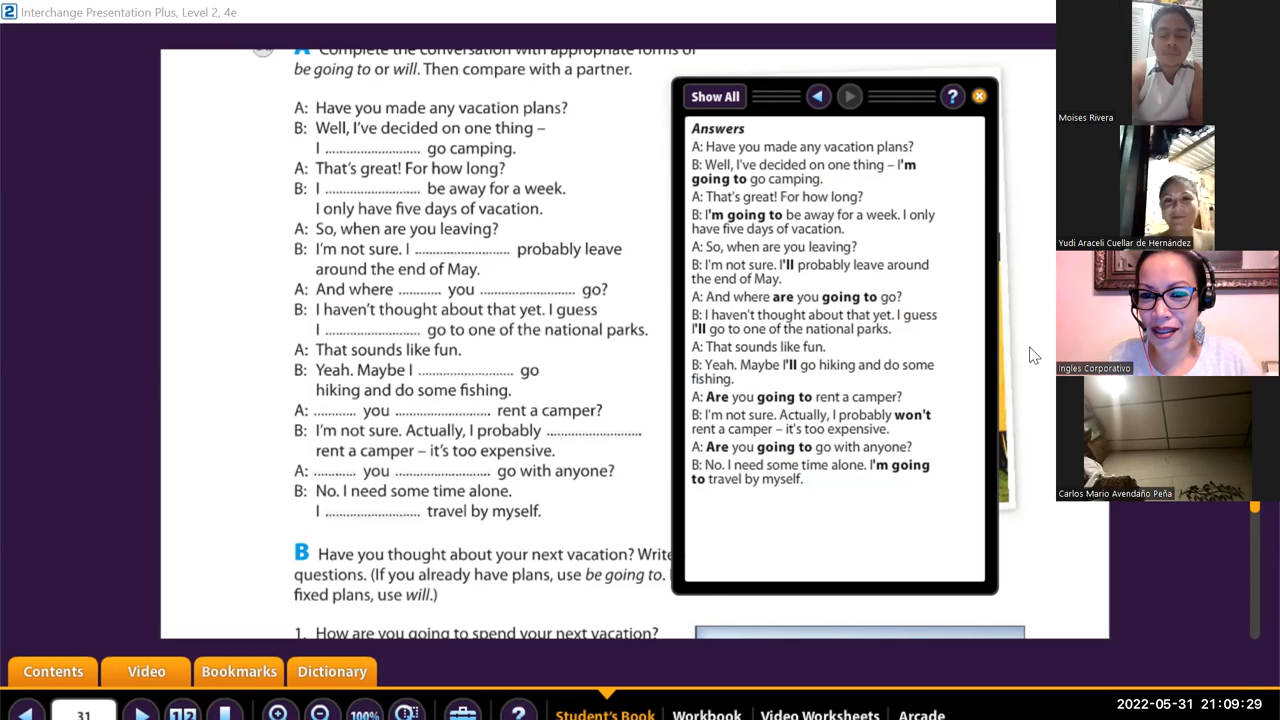 Interchange Presentation Plus, Level 2, 4e
A Complete the conversation with appropriate forms of
be going to or will. Then compare with a partner.
A: Have you made any vacation plans?
B: Well, I've decided on one thing –
I ........................ go camping.
A: That's great! For how long?
B: I ........................ be away for a week.
I only have five days of vacation.
A: So, when are you leaving?
B: I'm not sure. I ........................ probably leave
around the end of May.
A: And where ........... you ........................ go?
B: I haven't thought about that yet. I guess
I ........................ go to one of the national parks.
A: That sounds like fun.
B: Yeah. Maybe I ........................ go
hiking and do some fishing.
A: ........... you ........................ rent a camper?
B: I'm not sure. Actually, I probably ........................
rent a camper – it's too expensive.
A: ........... you ........................ go with anyone?
B: No. I need some time alone.
I ........................ travel by myself.
B Have you thought about your next vacation? Write
questions. (If you already have plans, use be going to.
fixed plans, use will.)
1. How are you going to spend your next vacation?
Show All
?
Answers
A: Have you made any vacation plans?
B: Well, I've decided on one thing – I'm
going to go camping.
A: That's great! For how long?
B: I'm going to be away for a week. I only
have five days of vacation.
A: So, when are you leaving?
B: I'm not sure. I'll probably leave around
the end of May.
A: And where are you going to go?
B: I haven't thought about that yet. I guess
I'll go to one of the national parks.
A: That sounds like fun.
B: Yeah. Maybe I'll go hiking and do some
fishing.
A: Are you going to rent a camper?
B: I'm not sure. Actually, I probably won't
rent a camper – it's too expensive.
A: Are you going to go with anyone?
B: No. I need some time alone. I'm going
to travel by myself.
Moises Rivera
Yudi Araceli Cuellar de Hernández
Ingles Corporativo
Carlos Mario Avendaño Peña
Contents
Video
Bookmarks
Dictionary
31
100%
?
Student's Book
Workbook
Video Worksheets
Arcade
2022-05-31 21:09:29